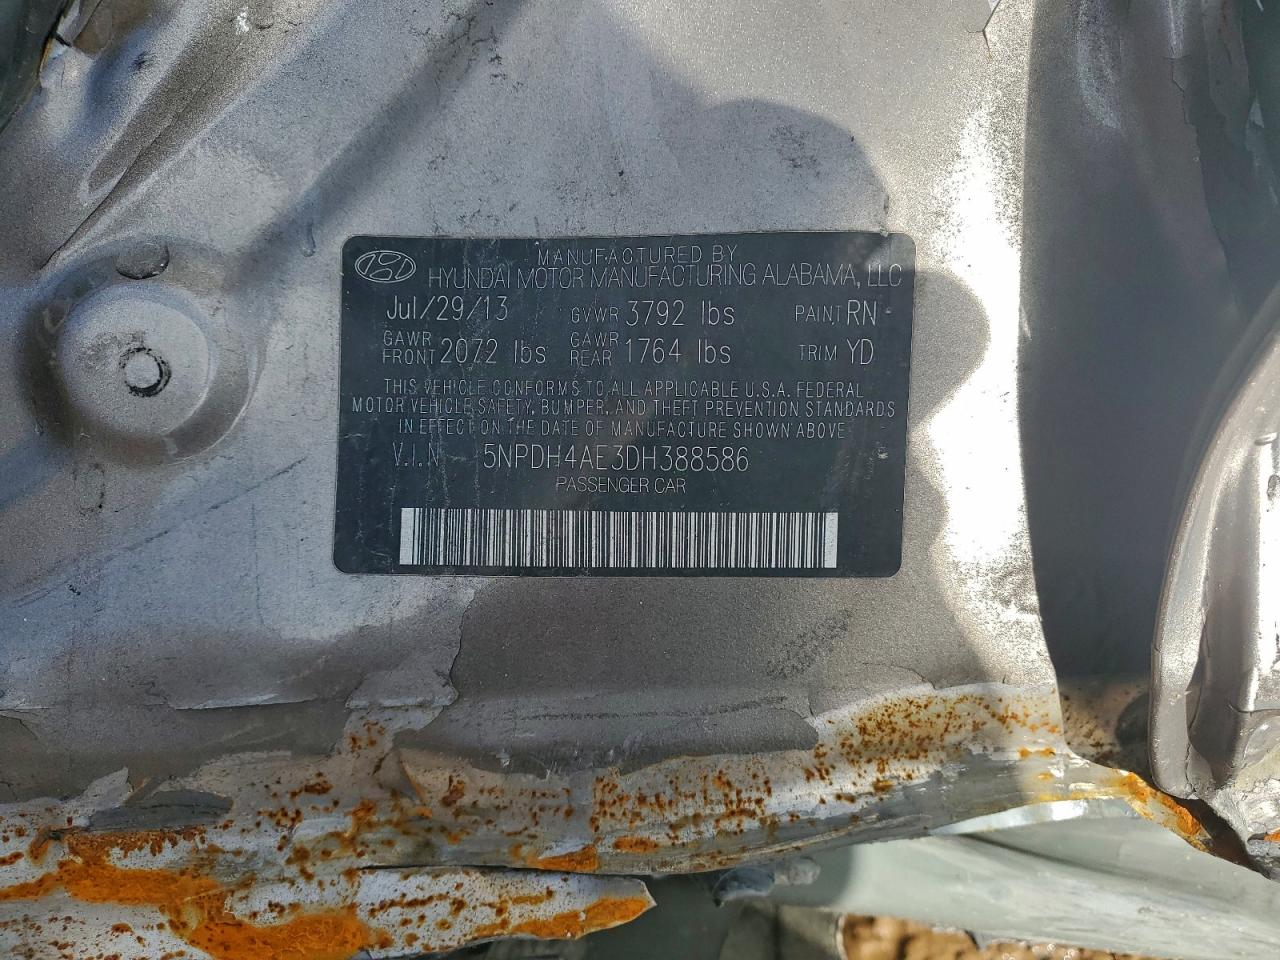 MANUFACTURED BY
HYUNDAI MOTOR MANUFACTURING ALABAMA, LLC
Jul/29/13 GVWR 3792 lbs PAINT RN
GAWR FRONT 2072 lbs GAWR REAR 1764 lbs TRIM YD
THIS VEHICLE CONFORMS TO ALL APPLICABLE U.S.A. FEDERAL
MOTOR VEHICLE SAFETY, BUMPER, AND THEFT PREVENTION STANDARDS
IN EFFECT ON THE DATE OF MANUFACTURE SHOWN ABOVE
V.I.N 5NPDH4AE3DH388586
PASSENGER CAR